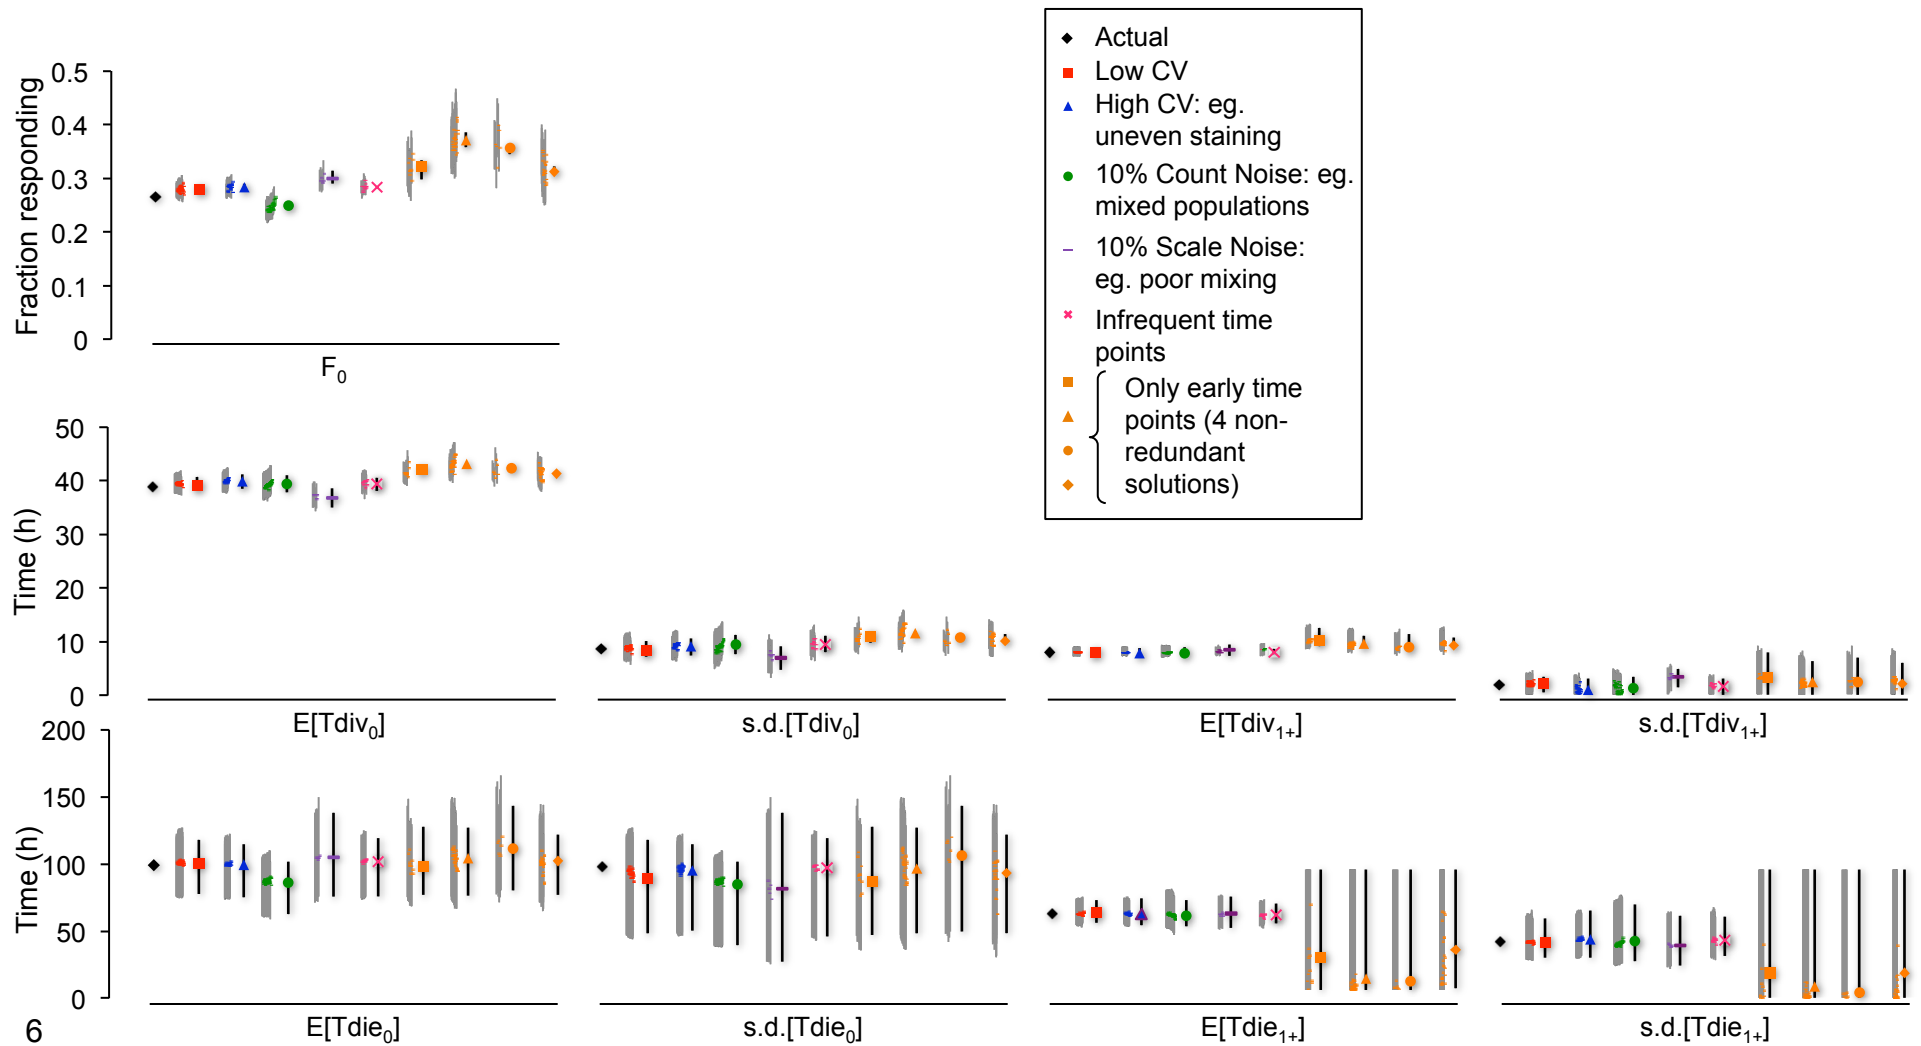 Actual
Low CV
High CV: eg.
uneven staining
10% Count Noise: eg.
mixed populations
10% Scale Noise:
eg. poor mixing
Infrequent time
points
Only early time
points (4 non-
redundant
solutions)
Fraction responding
0.5
0.4
0.3
0.2
0.1
0
F0
Time (h)
50
40
30
20
10
0
E[Tdiv0]
s.d.[Tdiv0]
E[Tdiv1+]
s.d.[Tdiv1+]
Time (h)
200
150
100
50
0
E[Tdie0]
s.d.[Tdie0]
E[Tdie1+]
s.d.[Tdie1+]
6